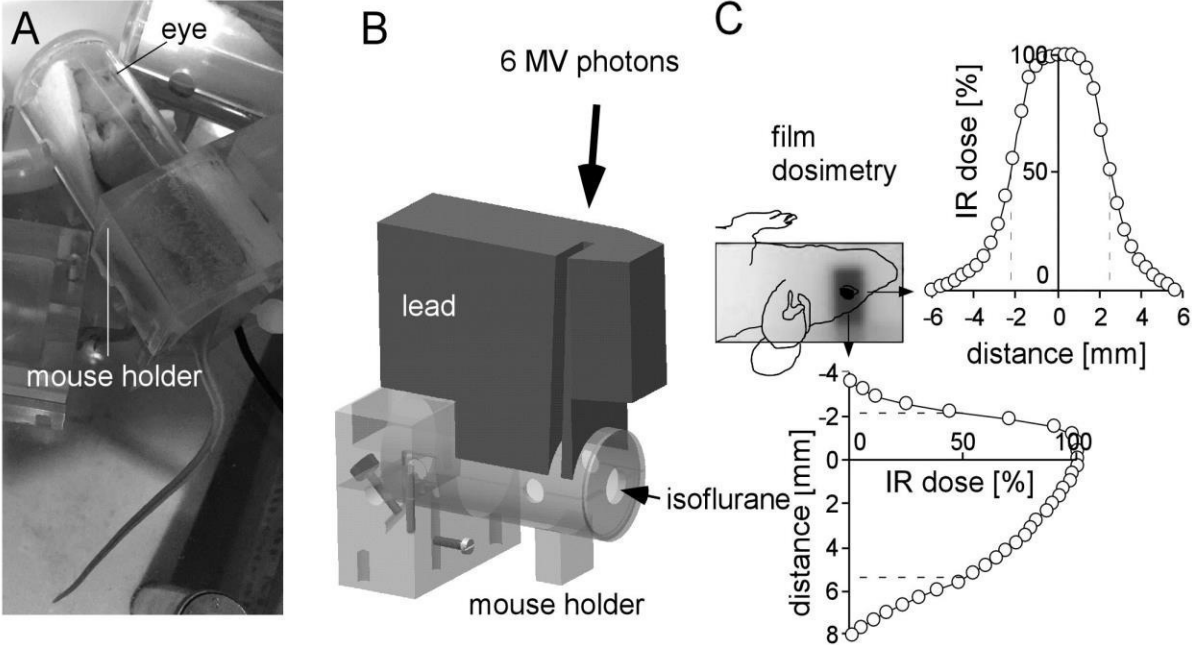 A
eye
mouse holder
B
6 MV photons
lead
isoflurane
mouse holder
C
film
dosimetry
IR dose [%]
100
50
0
-6 -4 -2 0 2 4 6
distance [mm]
-4
-2
0
2
4
6
8
distance [mm]
0 50 100
IR dose [%]